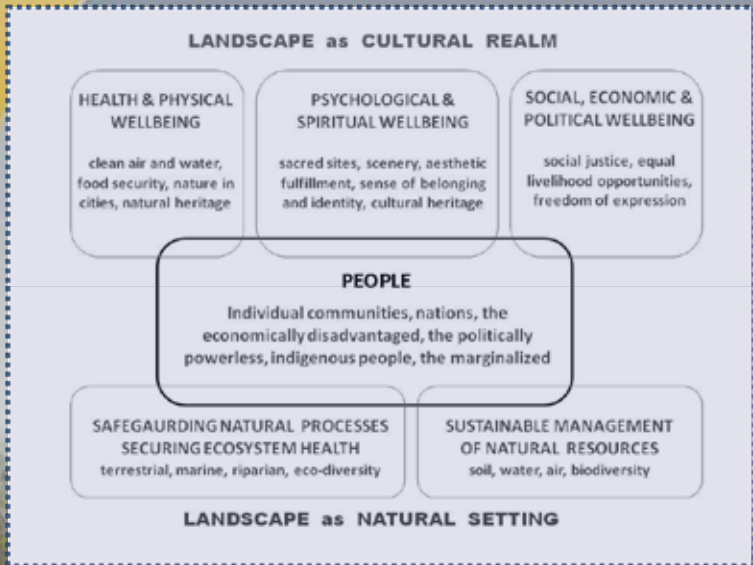 LANDSCAPE as CULTURAL REALM
HEALTH & PHYSICAL
WELLBEING
clean air and water,
food security, nature in
cities, natural heritage
PSYCHOLOGICAL &
SPIRITUAL WELLBEING
sacred sites, scenery, aesthetic
fulfillment, sense of belonging
and identity, cultural heritage
SOCIAL, ECONOMIC &
POLITICAL WELLBEING
social justice, equal
livelihood opportunities,
freedom of expression
PEOPLE
Individual communities, nations, the
economically disadvantaged, the politically
powerless, indigenous people, the marginalized
SAFEGAURDING NATURAL PROCESSES
SECURING ECOSYSTEM HEALTH
terrestrial, marine, riparian, eco-diversity
SUSTAINABLE MANAGEMENT
OF NATURAL RESOURCES
soil, water, air, biodiversity
LANDSCAPE as NATURAL SETTING